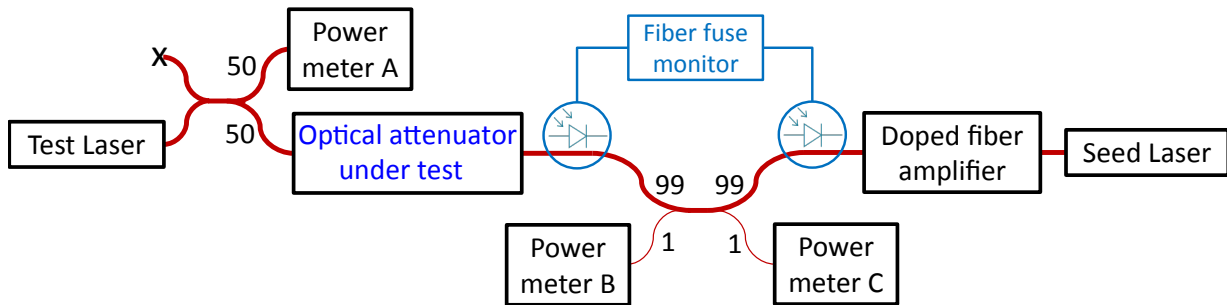 X
50
Power
meter A
Fiber fuse
monitor
Test Laser
50
Optical attenuator
under test
Doped fiber
amplifier
Seed Laser
99
99
Power
meter B
1
1
Power
meter C